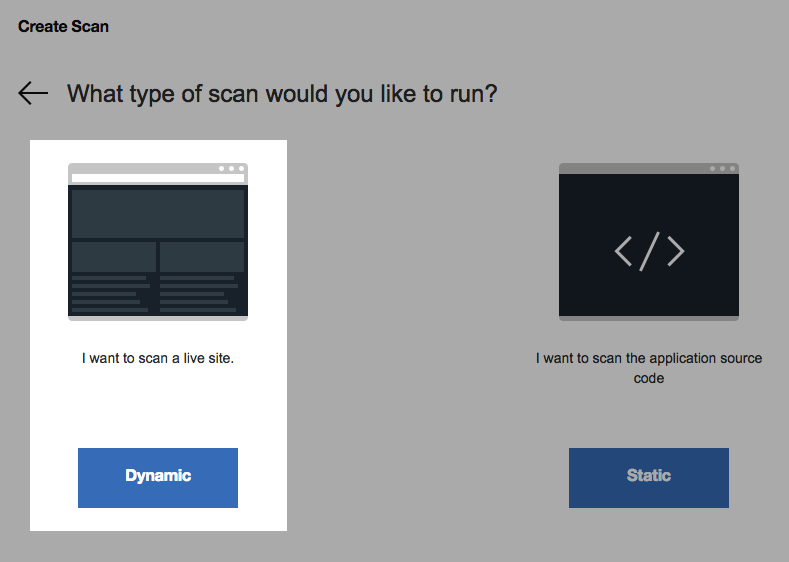 Create Scan
What type of scan would you like to run?
I want to scan a live site.
Dynamic
</>
I want to scan the application source
code
Static